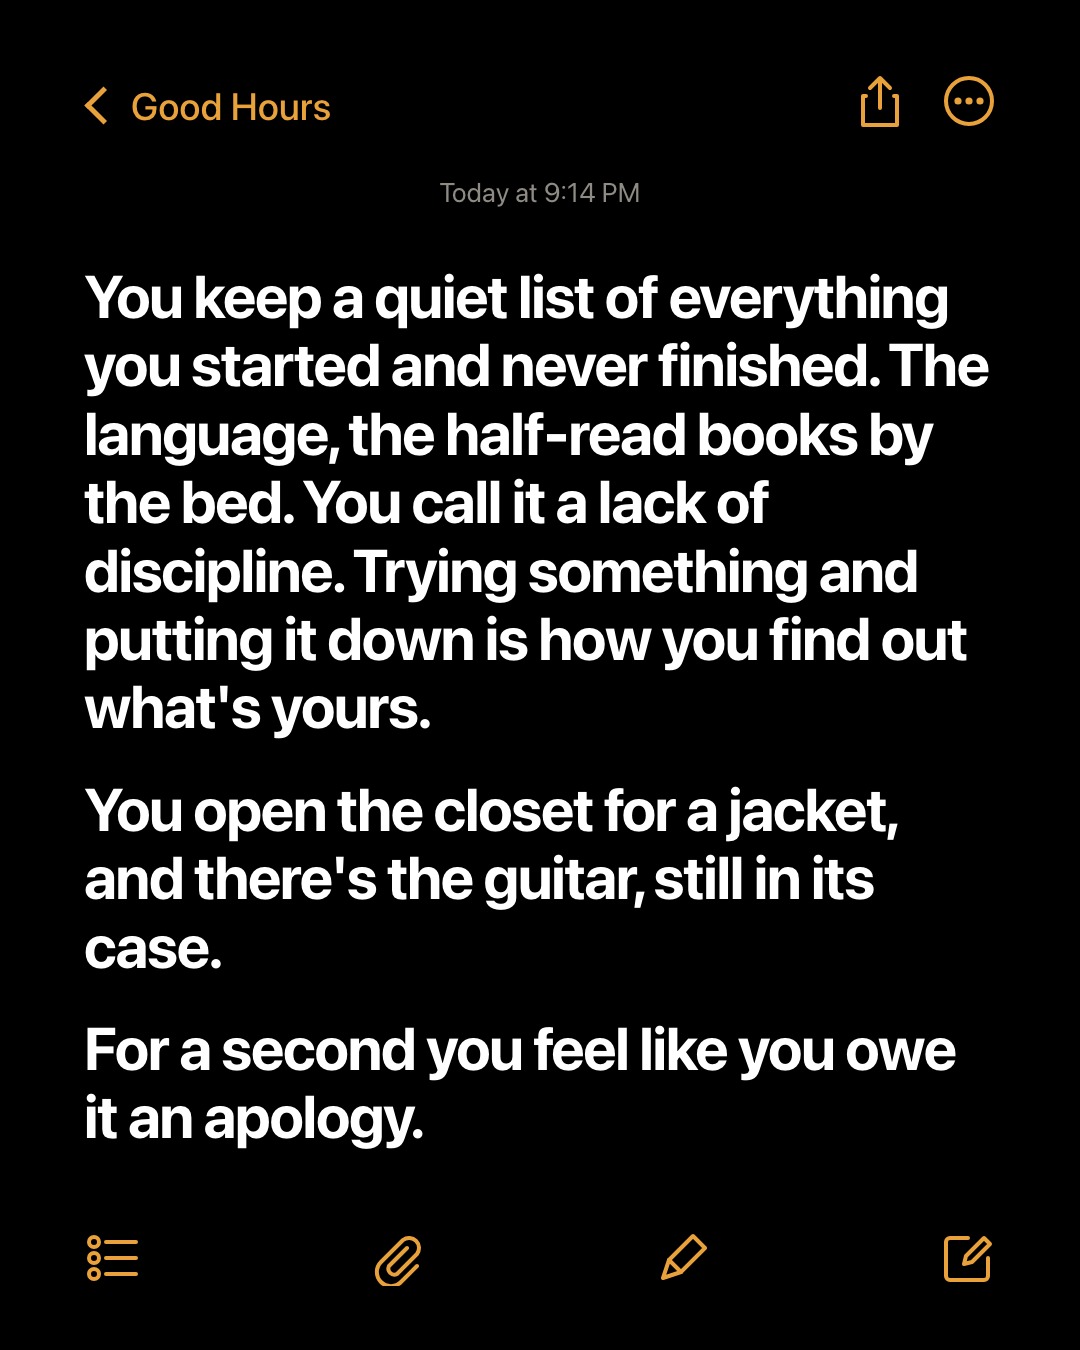 Good Hours
Today at 9:14 PM
You keep a quiet list of everything
you started and never finished. The
language, the half-read books by
the bed. You call it a lack of
discipline. Trying something and
putting it down is how you find out
what's yours.
You open the closet for a jacket,
and there's the guitar, still in its
case.
For a second you feel like you owe
it an apology.